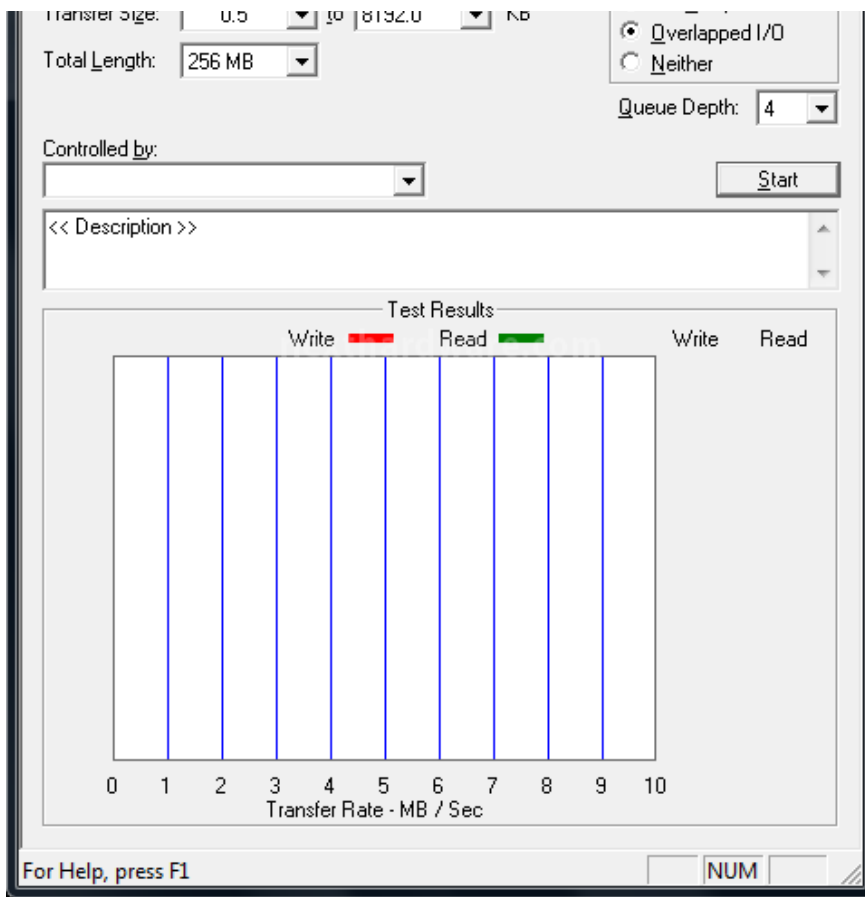 Transfer Size: 0.5 to 8192.0 KB
Overlapped I/O
Total Length: 256 MB
Neither
Queue Depth: 4
Controlled by:
Start
<< Description >>
Test Results
Write Read Write Read
0 1 2 3 4 5 6 7 8 9 10
Transfer Rate - MB / Sec
For Help, press F1
NUM